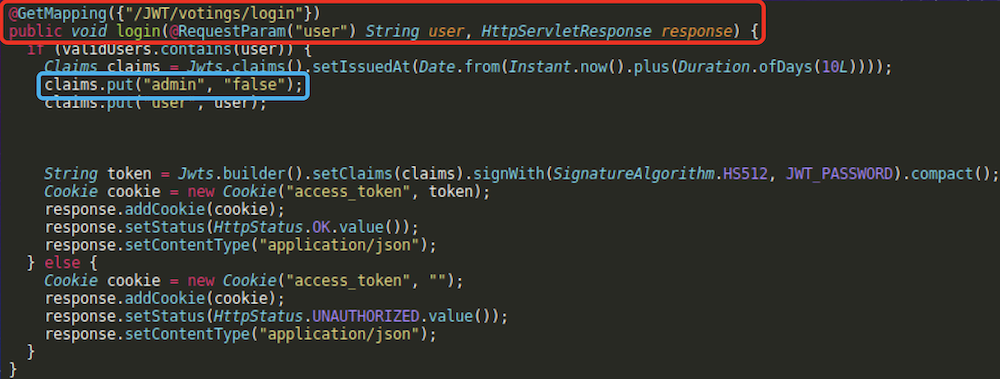 @GetMapping({"/JWT/votings/login"})
public void login(@RequestParam("user") String user, HttpServletResponse response) {
if (validUsers.contains(user)) {
Claims claims = Jwts.claims().setIssuedAt(Date.from(Instant.now().plus(Duration.ofDays(10L))));
claims.put("admin", "false");
claims.put("user", user);
String token = Jwts.builder().setClaims(claims).signWith(SignatureAlgorithm.HS512, JWT_PASSWORD).compact();
Cookie cookie = new Cookie("access_token", token);
response.addCookie(cookie);
response.setStatus(HttpStatus.OK.value());
response.setContentType("application/json");
} else {
Cookie cookie = new Cookie("access_token", "");
response.addCookie(cookie);
response.setStatus(HttpStatus.UNAUTHORIZED.value());
response.setContentType("application/json");
}
}